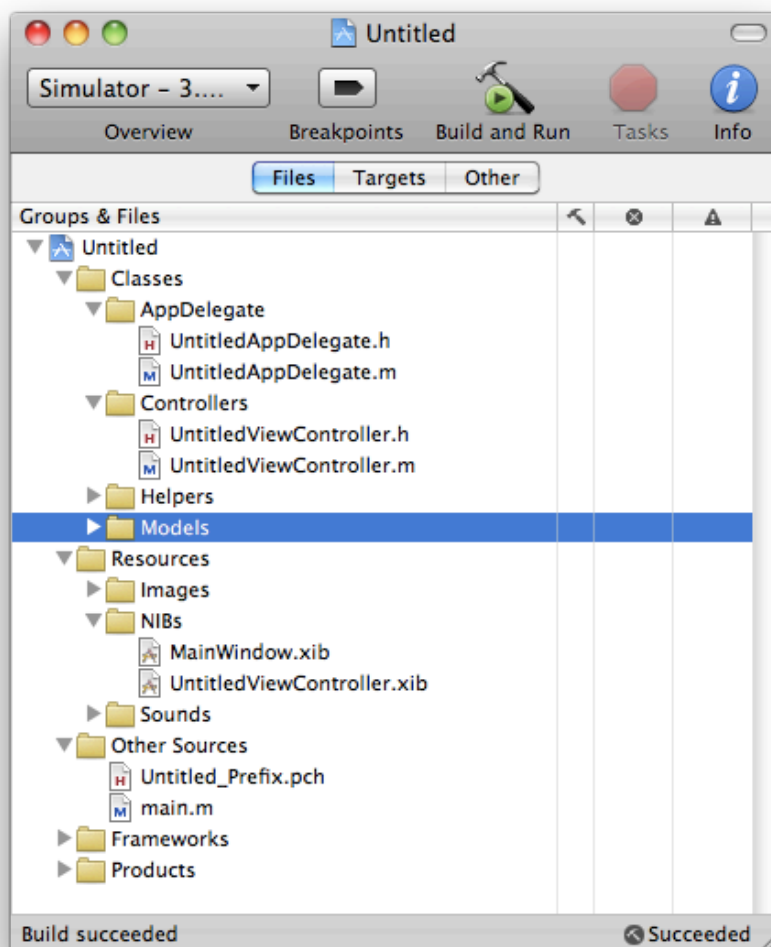 Untitled
Simulator – 3....
Overview Breakpoints Build and Run Tasks Info
Files Targets Other
Groups & Files
Untitled
Classes
AppDelegate
H UntitledAppDelegate.h
M UntitledAppDelegate.m
Controllers
H UntitledViewController.h
M UntitledViewController.m
Helpers
Models
Resources
Images
NIBs
MainWindow.xib
UntitledViewController.xib
Sounds
Other Sources
H Untitled_Prefix.pch
M main.m
Frameworks
Products
Build succeeded Succeeded